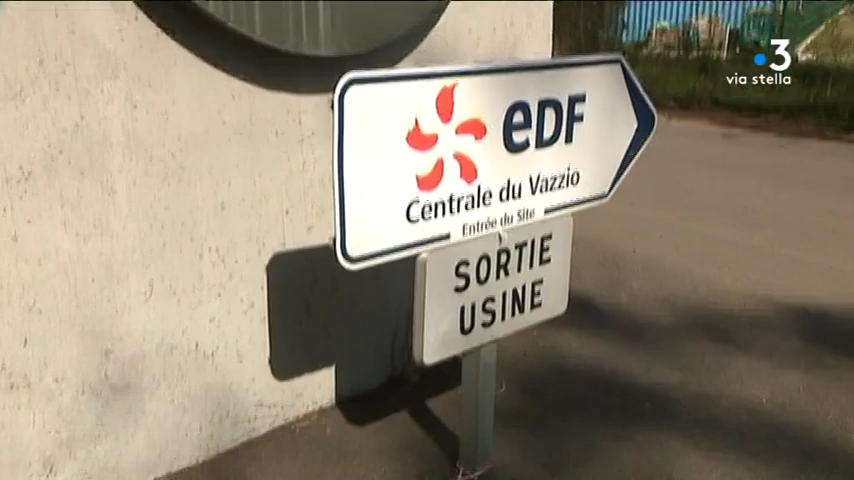 3
via stella
eDF
Centrale du Vazzio
Entrée du Site
SORTIE
USINE